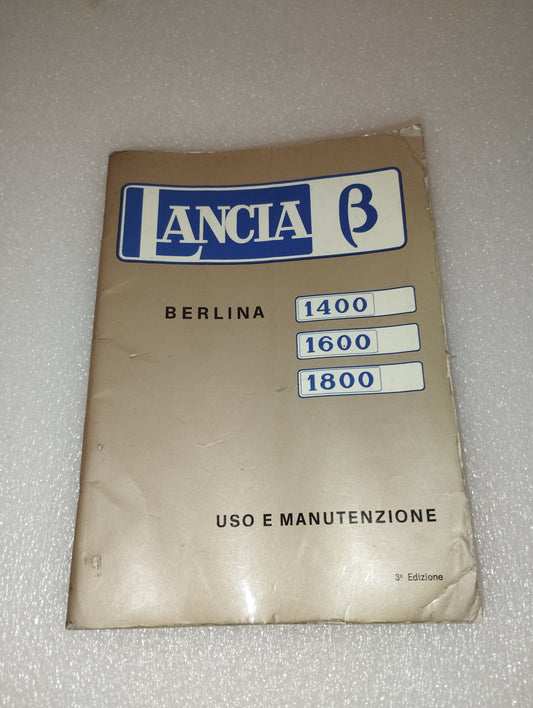 LANCIA β
BERLINA 1400
1600
1800
USO E MANUTENZIONE
3ª Edizione